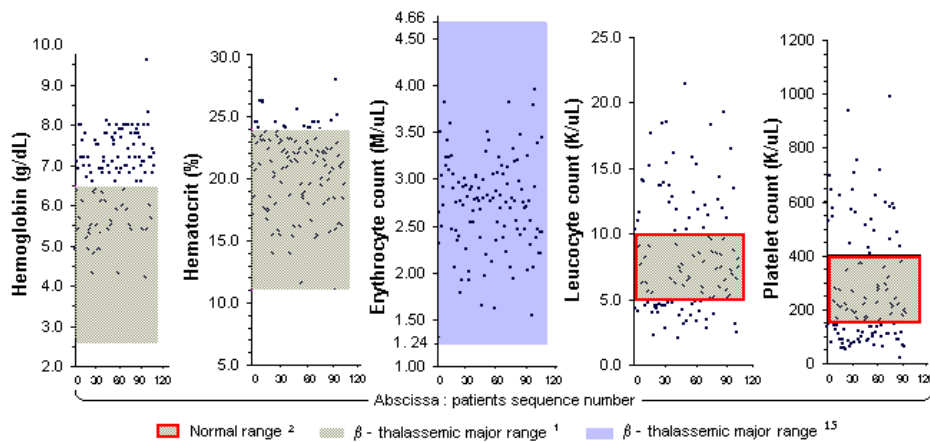 Hemoglobin (g/dL)
10.0
9.0
8.0
7.0
6.0
5.0
4.0
3.0
2.0
0 30 60 90 120
Hematocrit (%)
30.0
25.0
20.0
15.0
10.0
5.0
0 30 60 90 120
Erythrocyte count (M/uL)
4.66
4.50
4.00
3.50
3.00
2.50
2.00
1.50
1.24
1.00
0 30 60 90 120
Leucocyte count (K/uL)
25.0
20.0
15.0
10.0
5.0
0.0
0 30 60 90 120
Platelet count (K/uL)
1200
1000
800
600
400
200
0
0 30 60 90 120
Abscissa : patients sequence number
Normal range 2
β - thalassemic major range 1
β - thalassemic major range 15